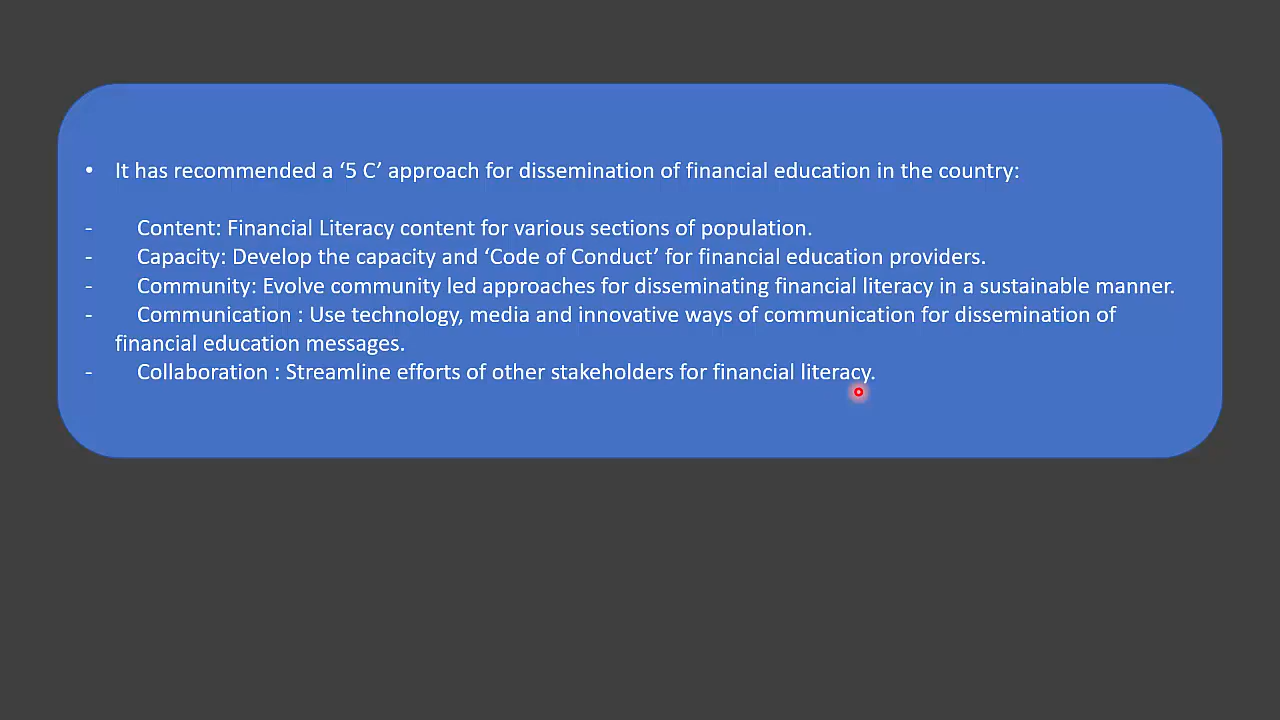 • It has recommended a ‘5 C’ approach for dissemination of financial education in the country:
- Content: Financial Literacy content for various sections of population.
- Capacity: Develop the capacity and ‘Code of Conduct’ for financial education providers.
- Community: Evolve community led approaches for disseminating financial literacy in a sustainable manner.
- Communication : Use technology, media and innovative ways of communication for dissemination of
financial education messages.
- Collaboration : Streamline efforts of other stakeholders for financial literacy.